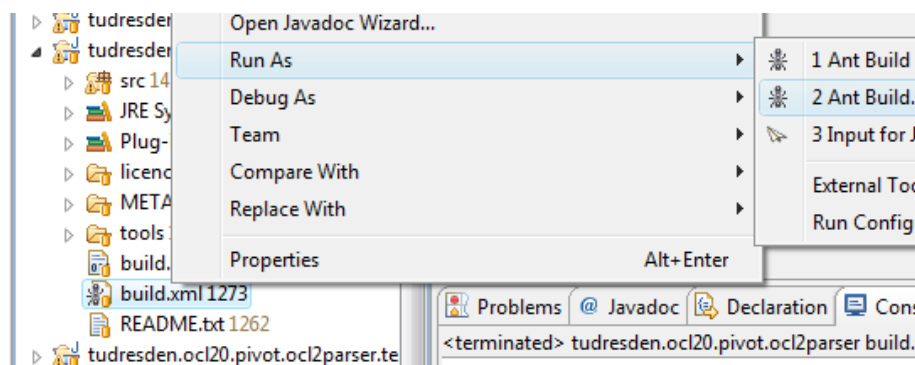 tudresden
Open Javadoc Wizard...
tudresden
Run As
1 Ant Build
src 14
Debug As
2 Ant Build.
JRE Sy
Team
3 Input for J
Plug-
Compare With
licenc
External Too
META
Replace With
Run Config
tools
build.
Properties Alt+Enter
build.xml 1273
Problems @ Javadoc Declaration Cons
README.txt 1262
<terminated> tudresden.ocl20.pivot.ocl2parser build.
tudresden.ocl20.pivot.ocl2parser.te